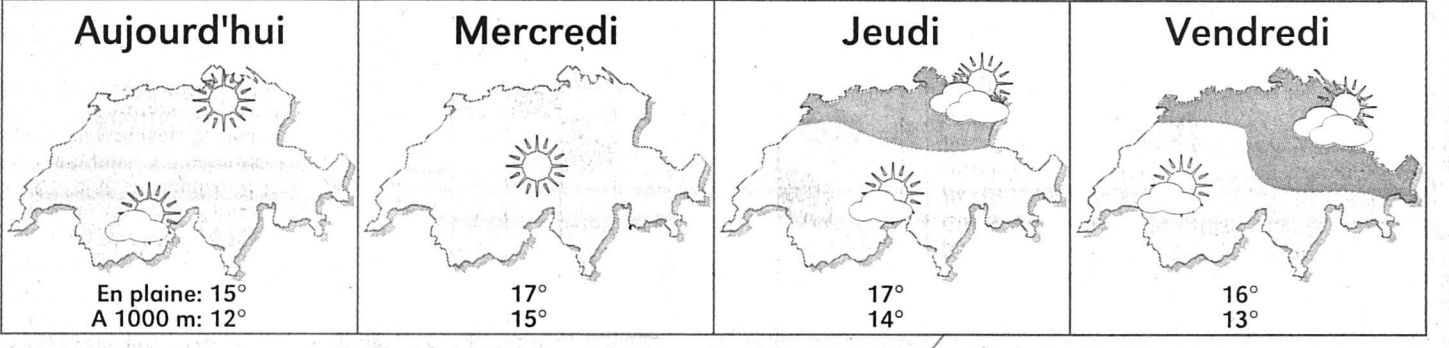 Aujourd'hui
En plaine: 15°
A 1000 m: 12°
Mercredi
17°
15°
Jeudi
17°
14°
Vendredi
16°
13°